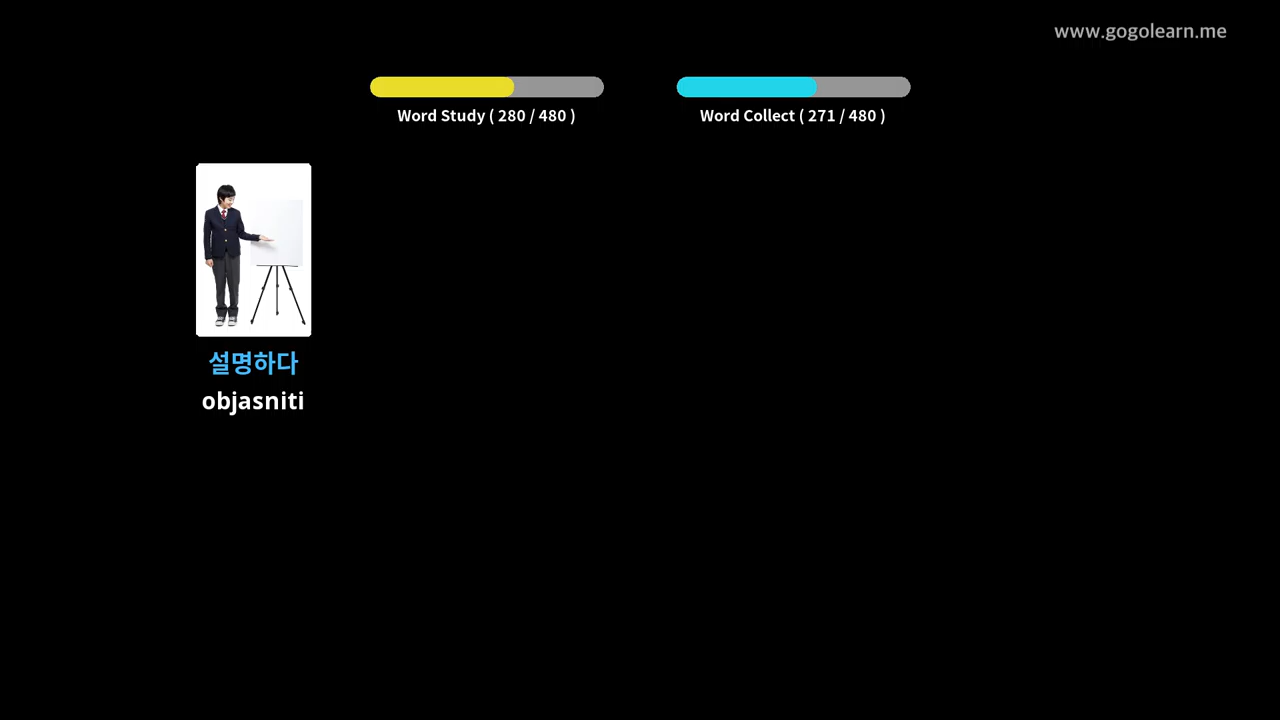 www.gogolearn.me
Word Study ( 280 / 480 )
Word Collect ( 271 / 480 )
설명하다
objasniti